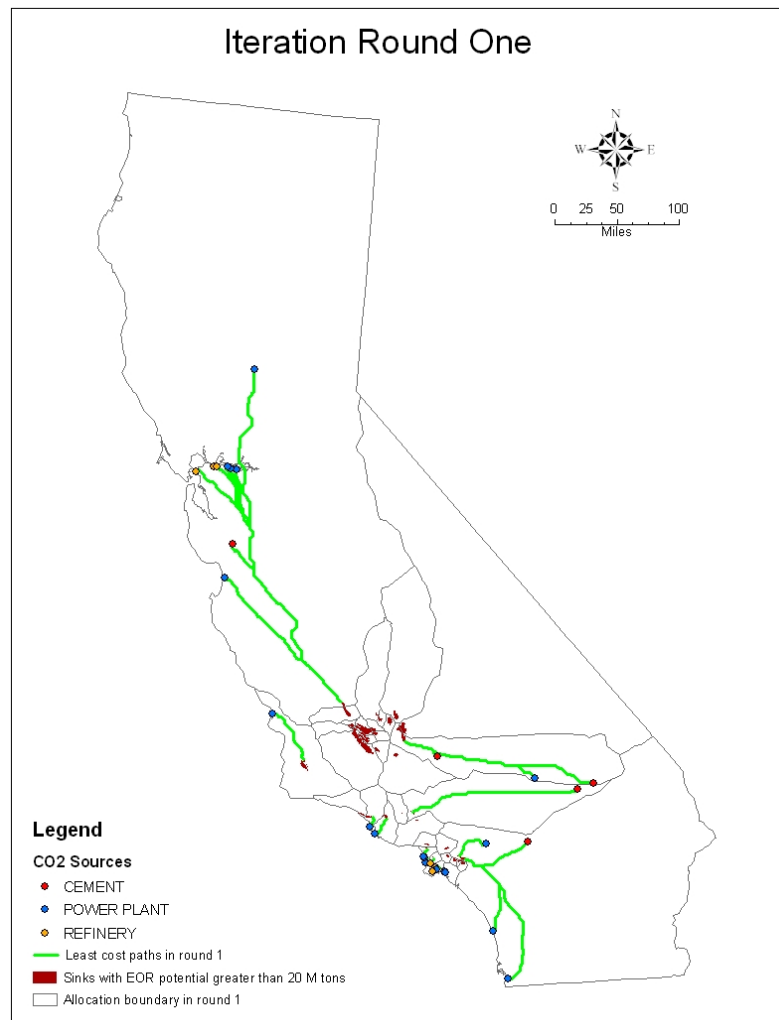 Iteration Round One
N
W E
S
0 25 50 100
Miles
Legend
CO2 Sources
CEMENT
POWER PLANT
REFINERY
Least cost paths in round 1
Sinks with EOR potential greater than 20 M tons
Allocation boundary in round 1